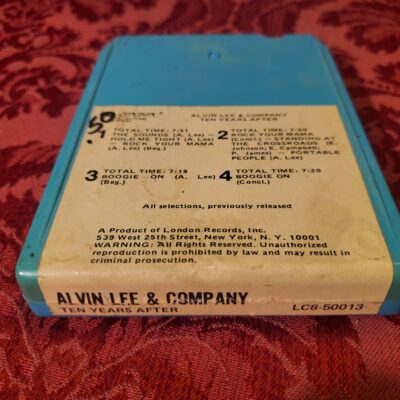 ALVIN LEE & COMPANY
TEN YEARS AFTER
TOTAL TIME: 7:51
THE SOUNDS (A. Lee) —
HOLD ME TIGHT (A. Lee)
— ROCK YOUR MAMA
(A. Lee) (Beg.)
2 TOTAL TIME: 7:50
ROCK YOUR MAMA
(Concl.) — STANDING AT
THE CROSSROADS (E.
Johnson; E. Campbell;
P. James) — PORTABLE
PEOPLE (A. Lee)
3 TOTAL TIME: 7:19
BOOGIE ON (A. Lee)
(Beg.)
4 TOTAL TIME: 7:20
BOOGIE ON
(Concl.)
All selections, previously released
A Product of London Records, Inc.
539 West 25th Street, New York, N. Y. 10001
WARNING: All Rights Reserved. Unauthorized
reproduction is prohibited by law and may result in
criminal prosecution.
ALVIN LEE & COMPANY
TEN YEARS AFTER
LC8-50013